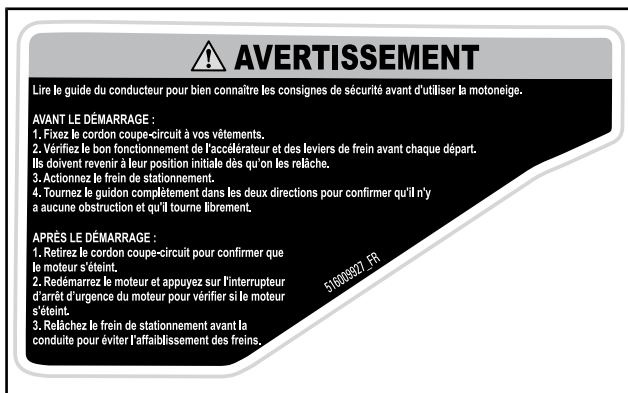 AVERTISSEMENT
Lire le guide du conducteur pour bien connaître les consignes de sécurité avant d'utiliser la motoneige.
AVANT LE DÉMARRAGE :
1. Fixez le cordon coupe-circuit à vos vêtements.
2. Vérifiez le bon fonctionnement de l'accélérateur et des leviers de frein avant chaque départ.
Ils doivent revenir à leur position initiale dès qu'on les relâche.
3. Actionnez le frein de stationnement.
4. Tournez le guidon complètement dans les deux directions pour confirmer qu'il n'y
a aucune obstruction et qu'il tourne librement.
APRÈS LE DÉMARRAGE :
1. Retirez le cordon coupe-circuit pour confirmer que
le moteur s'éteint.
2. Redémarrez le moteur et appuyez sur l'interrupteur
d'arrêt d'urgence du moteur pour vérifier si le moteur
s'éteint.
3. Relâchez le frein de stationnement avant la
conduite pour éviter l'affaiblissement des freins.
516009927_FR